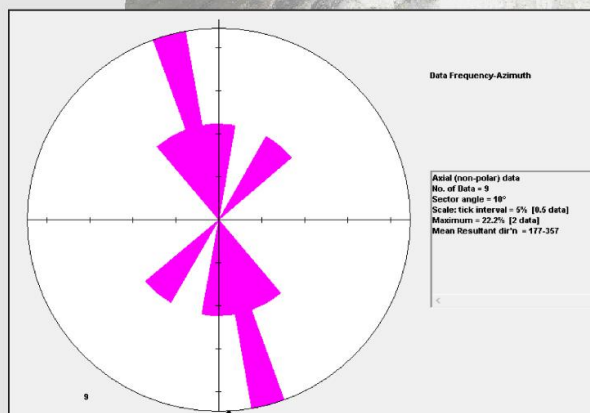 Data Frequency-Azimuth
Axial (non-polar) data
No. of Data = 9
Sector angle = 10°
Scale: tick interval = 5% [0.5 data]
Maximum = 22.2% [2 data]
Mean Resultant dir'n = 177-357
9